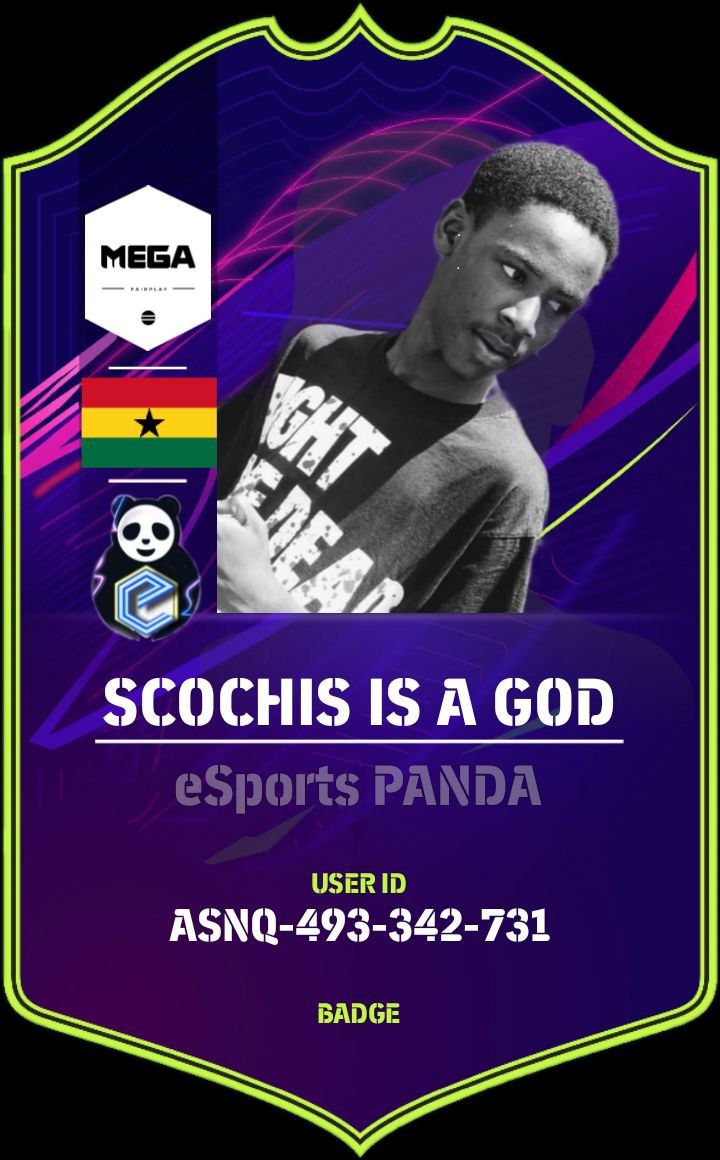 MEGA
FAIRPLAY
SCOCHIS IS A GOD
eSports PANDA
USER ID
ASNQ-493-342-731
BADGE